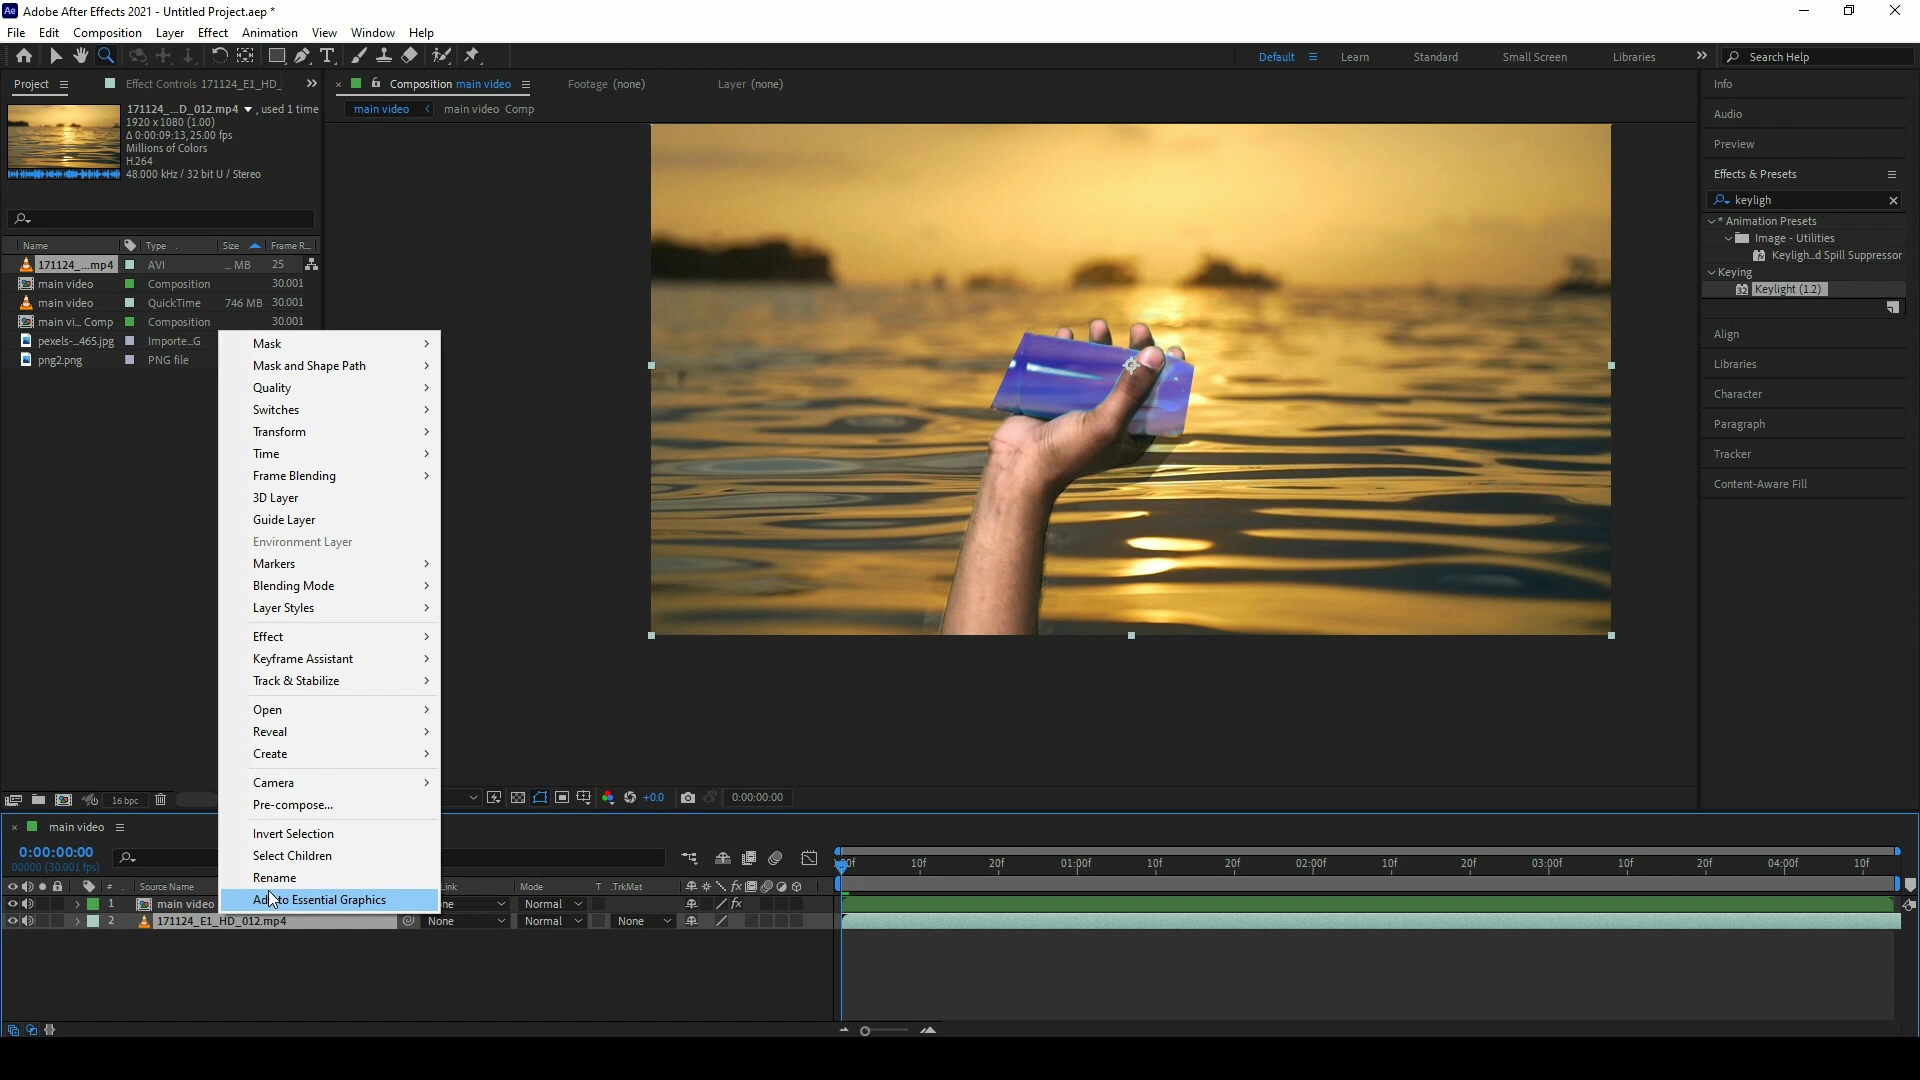 Ae Adobe After Effects 2021 - Untitled Project.aep *
File Edit Composition Layer Effect Animation View Window Help
Default Learn Standard Small Screen Libraries Search Help
Project Effect Controls 171124_E1_HD_
Composition main video Footage (none) Layer (none)
main video main video Comp
171124_...D_012.mp4 , used 1 time
1920 x 1080 (1.00)
Δ 0:00:09:13, 25.00 fps
Millions of Colors
H.264
48.000 kHz / 32 bit U / Stereo
Name Type Size Frame R...
171124_...mp4 AVI ... MB 25
main video Composition 30.001
main video QuickTime 746 MB 30.001
main vi... Comp Composition 30.001
pexels-...465.jpg Importe...G
png2.png PNG file
Mask
Mask and Shape Path
Quality
Switches
Transform
Time
Frame Blending
3D Layer
Guide Layer
Environment Layer
Markers
Blending Mode
Layer Styles
Effect
Keyframe Assistant
Track & Stabilize
Open
Reveal
Create
Camera
Pre-compose...
Invert Selection
Select Children
Rename
to Essential Graphics
Info
Audio
Preview
Effects & Presets
keyligh
* Animation Presets
Image - Utilities
Keyligh...d Spill Suppressor
Keying
32 Keylight (1.2)
Align
Libraries
Character
Paragraph
Tracker
Content-Aware Fill
16 bpc +0.0 0:00:00:00
main video
0:00:00:00
00000 (30.001 fps)
10f 20f 01:00f 10f 20f 02:00f 10f 20f 03:00f 10f 20f 04:00f 10f
# Source Name Mode T .TrkMat
1 main video Normal
2 171124_E1_HD_012.mp4 None Normal None